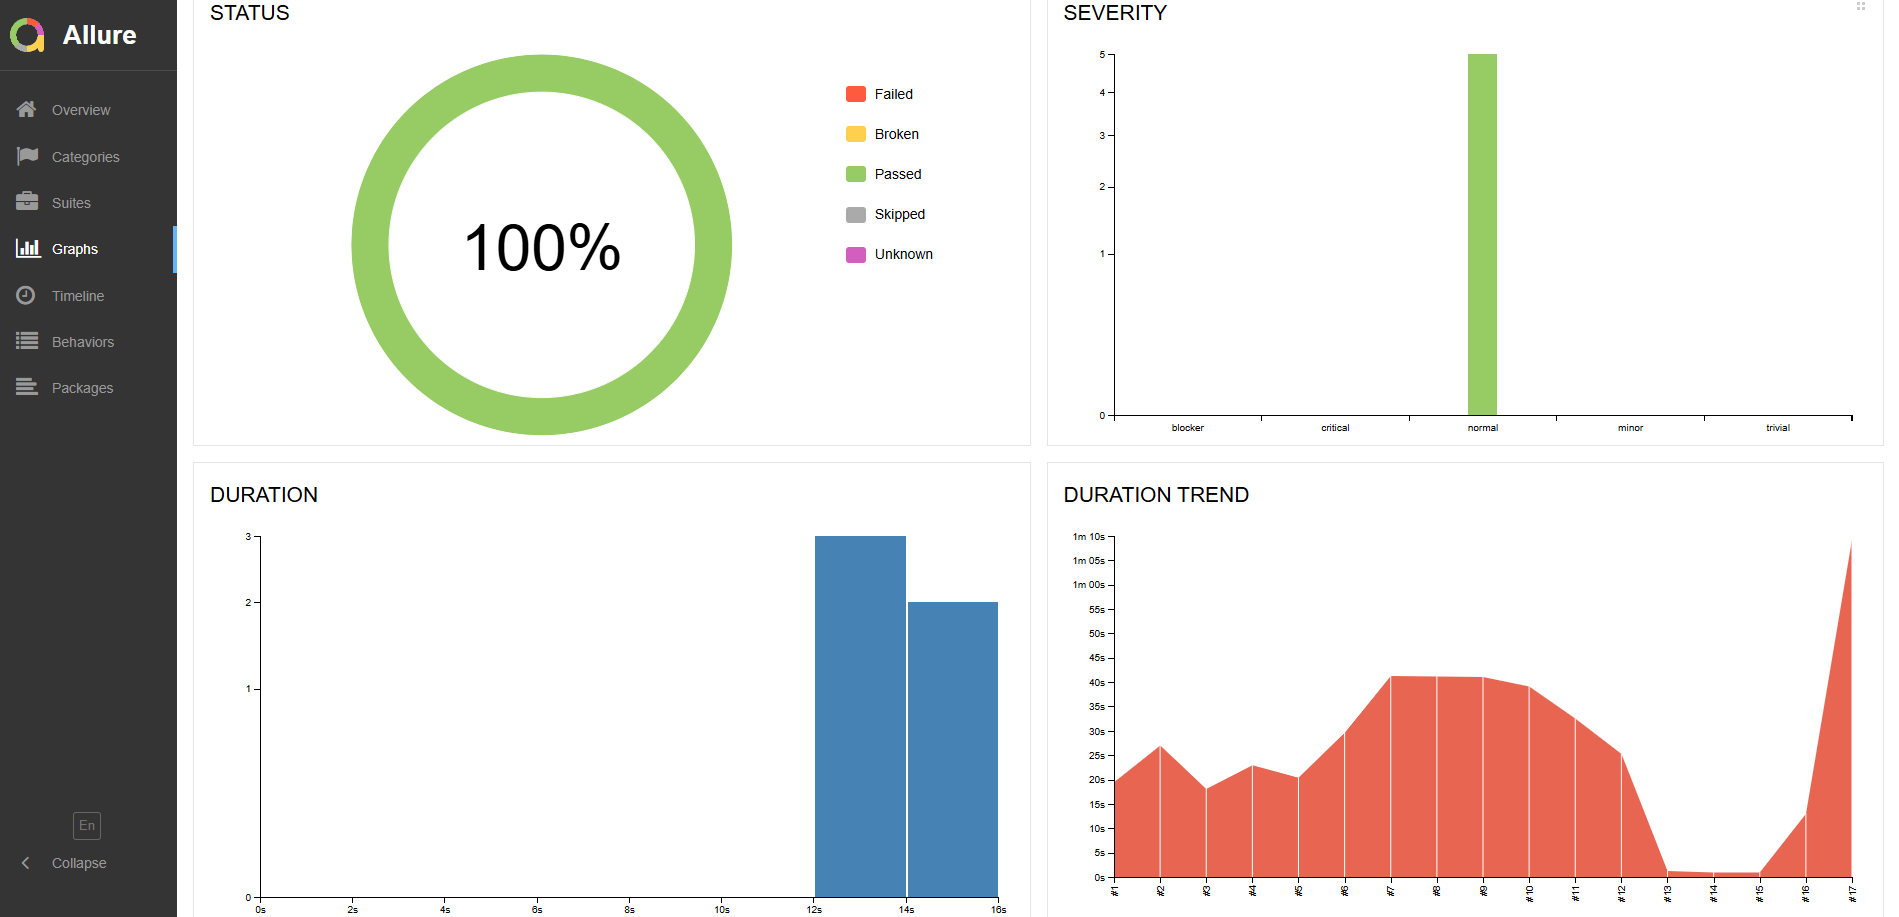 Allure
Overview
Categories
Suites
Graphs
Timeline
Behaviors
Packages
En
Collapse
STATUS
100%
Failed
Broken
Passed
Skipped
Unknown
SEVERITY
5
4
3
2
1
0
blocker critical normal minor trivial
DURATION
3
2
1
0
0s 2s 4s 6s 8s 10s 12s 14s 16s
DURATION TREND
1m 10s
1m 05s
1m 00s
55s
50s
45s
40s
35s
30s
25s
20s
15s
10s
5s
0s
#1 #2 #3 #4 #5 #6 #7 #8 #9 #10 #11 #12 #13 #14 #15 #16 #17